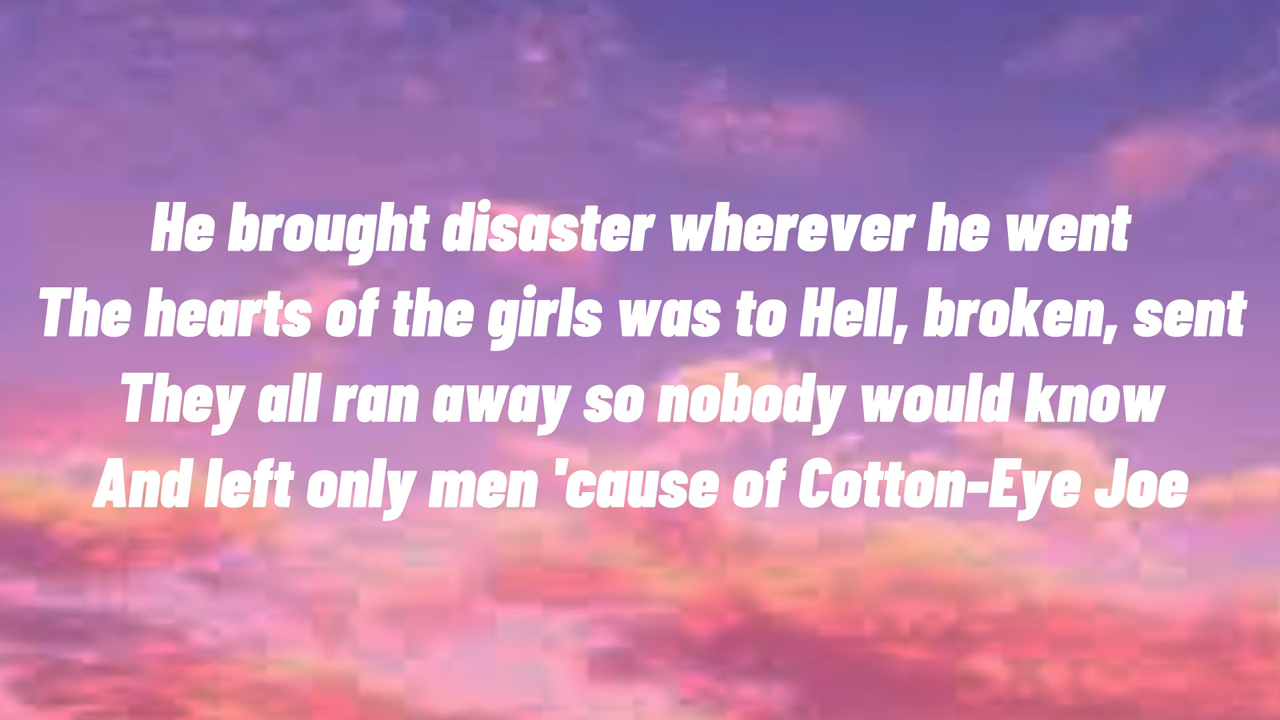 He brought disaster wherever he went
The hearts of the girls was to Hell, broken, sent
They all ran away so nobody would know
And left only men 'cause of Cotton-Eye Joe